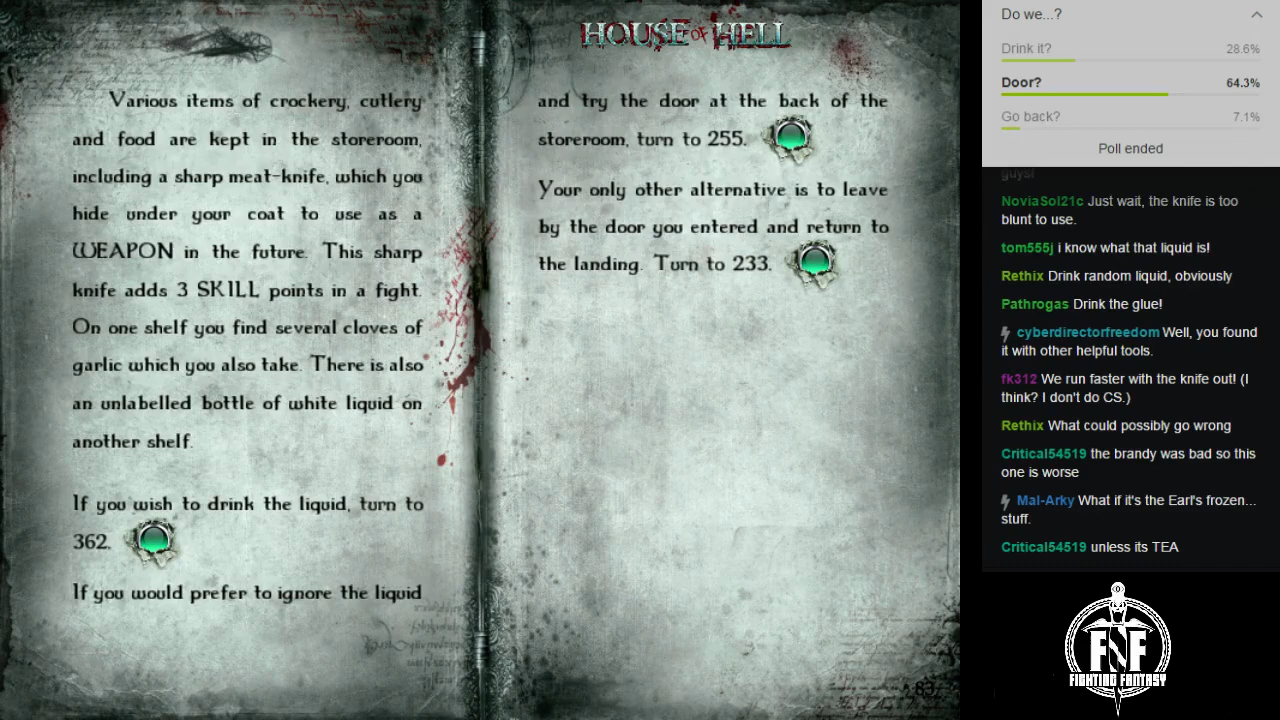 HOUSE OF HELL
Various items of crockery, cutlery
and food are kept in the storeroom,
including a sharp meat-knife, which you
hide under your coat to use as a
WEAPON in the future. This sharp
knife adds 3 SKILL points in a fight.
On one shelf you find several cloves of
garlic which you also take. There is also
an unlabelled bottle of white liquid on
another shelf.
If you wish to drink the liquid, turn to
362.
If you would prefer to ignore the liquid
and try the door at the back of the
storeroom, turn to 255.
Your only other alternative is to leave
by the door you entered and return to
the landing. Turn to 233.
Do we...?
Drink it? 28.6%
Door? 64.3%
Go back? 7.1%
Poll ended
guys!
NoviaSol21c Just wait, the knife is too
blunt to use.
tom555j i know what that liquid is!
Rethix Drink random liquid, obviously
Pathrogas Drink the glue!
cyberdirectorfreedom Well, you found
it with other helpful tools.
fk312 We run faster with the knife out! (I
think? I don't do CS.)
Rethix What could possibly go wrong
Critical54519 the brandy was bad so this
one is worse
Mal-Arky What if it's the Earl's frozen...
stuff.
Critical54519 unless its TEA
FF
FIGHTING FANTASY